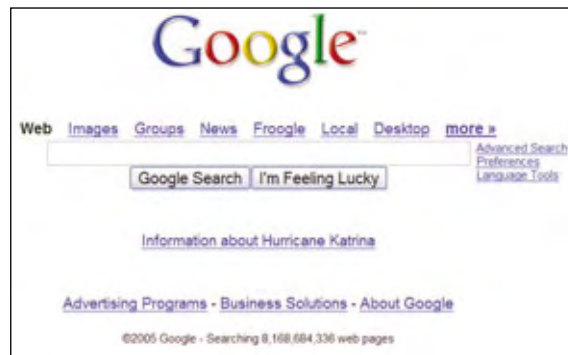 Google™
Web Images Groups News Froogle Local Desktop more »
Advanced Search
Preferences
Language Tools
Google Search I'm Feeling Lucky
Information about Hurricane Katrina
Advertising Programs - Business Solutions - About Google
©2005 Google - Searching 8,168,684,336 web pages